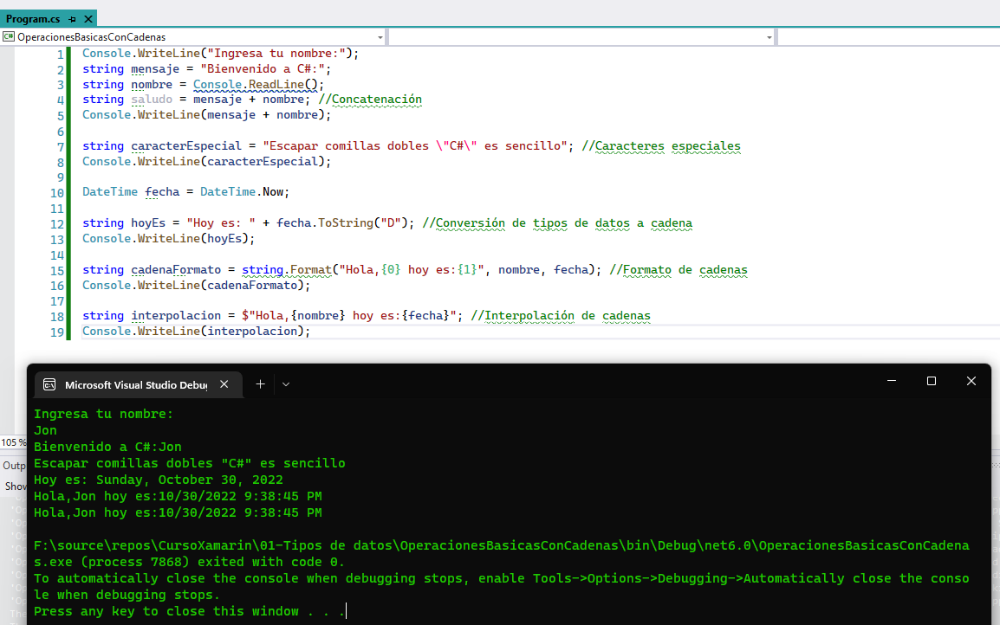 Program.cs
C# OperacionesBasicasConCadenas
1 Console.WriteLine("Ingresa tu nombre:");
2 string mensaje = "Bienvenido a C#:";
3 string nombre = Console.ReadLine();
4 string saludo = mensaje + nombre; //Concatenación
5 Console.WriteLine(mensaje + nombre);
6
7 string caracterEspecial = "Escapar comillas dobles \"C#\" es sencillo"; //Caracteres especiales
8 Console.WriteLine(caracterEspecial);
9
10 DateTime fecha = DateTime.Now;
11
12 string hoyEs = "Hoy es: " + fecha.ToString("D"); //Conversión de tipos de datos a cadena
13 Console.WriteLine(hoyEs);
14
15 string cadenaFormato = string.Format("Hola,{0} hoy es:{1}", nombre, fecha); //Formato de cadenas
16 Console.WriteLine(cadenaFormato);
17
18 string interpolacion = $"Hola,{nombre} hoy es:{fecha}"; //Interpolación de cadenas
19 Console.WriteLine(interpolacion);
105 %
Outp
Show
Microsoft Visual Studio Debug
Ingresa tu nombre:
Jon
Bienvenido a C#:Jon
Escapar comillas dobles "C#" es sencillo
Hoy es: Sunday, October 30, 2022
Hola,Jon hoy es:10/30/2022 9:38:45 PM
Hola,Jon hoy es:10/30/2022 9:38:45 PM
F:\source\repos\CursoXamarin\01-Tipos de datos\OperacionesBasicasConCadenas\bin\Debug\net6.0\OperacionesBasicasConCadena
s.exe (process 7868) exited with code 0.
To automatically close the console when debugging stops, enable Tools->Options->Debugging->Automatically close the conso
le when debugging stops.
Press any key to close this window . . .